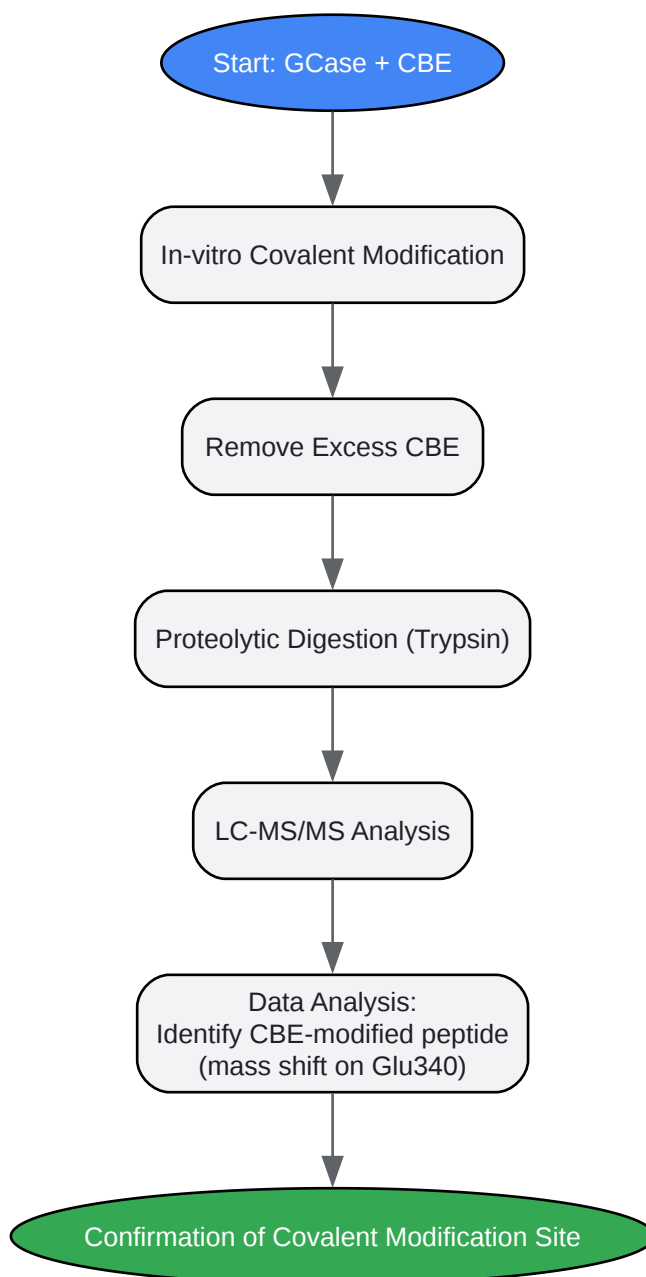 Start: GCase + CBE
In-vitro Covalent Modification
Remove Excess CBE
Proteolytic Digestion (Trypsin)
LC-MS/MS Analysis
Data Analysis:
Identify CBE-modified peptide
(mass shift on Glu340)
Confirmation of Covalent Modification Site